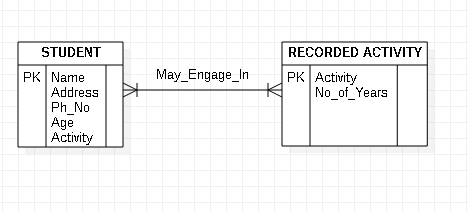 STUDENT
PK Name
Address
Ph_No
Age
Activity
May_Engage_In
RECORDED ACTIVITY
PK Activity
No_of_Years